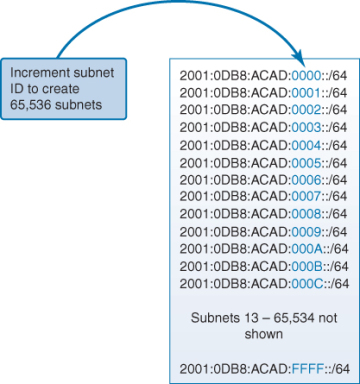 Increment subnet
ID to create
65,536 subnets
2001:0DB8:ACAD:0000::/64
2001:0DB8:ACAD:0001::/64
2001:0DB8:ACAD:0002::/64
2001:0DB8:ACAD:0003::/64
2001:0DB8:ACAD:0004::/64
2001:0DB8:ACAD:0005::/64
2001:0DB8:ACAD:0006::/64
2001:0DB8:ACAD:0007::/64
2001:0DB8:ACAD:0008::/64
2001:0DB8:ACAD:0009::/64
2001:0DB8:ACAD:000A::/64
2001:0DB8:ACAD:000B::/64
2001:0DB8:ACAD:000C::/64
Subnets 13 – 65,534 not
shown
2001:0DB8:ACAD:FFFF::/64